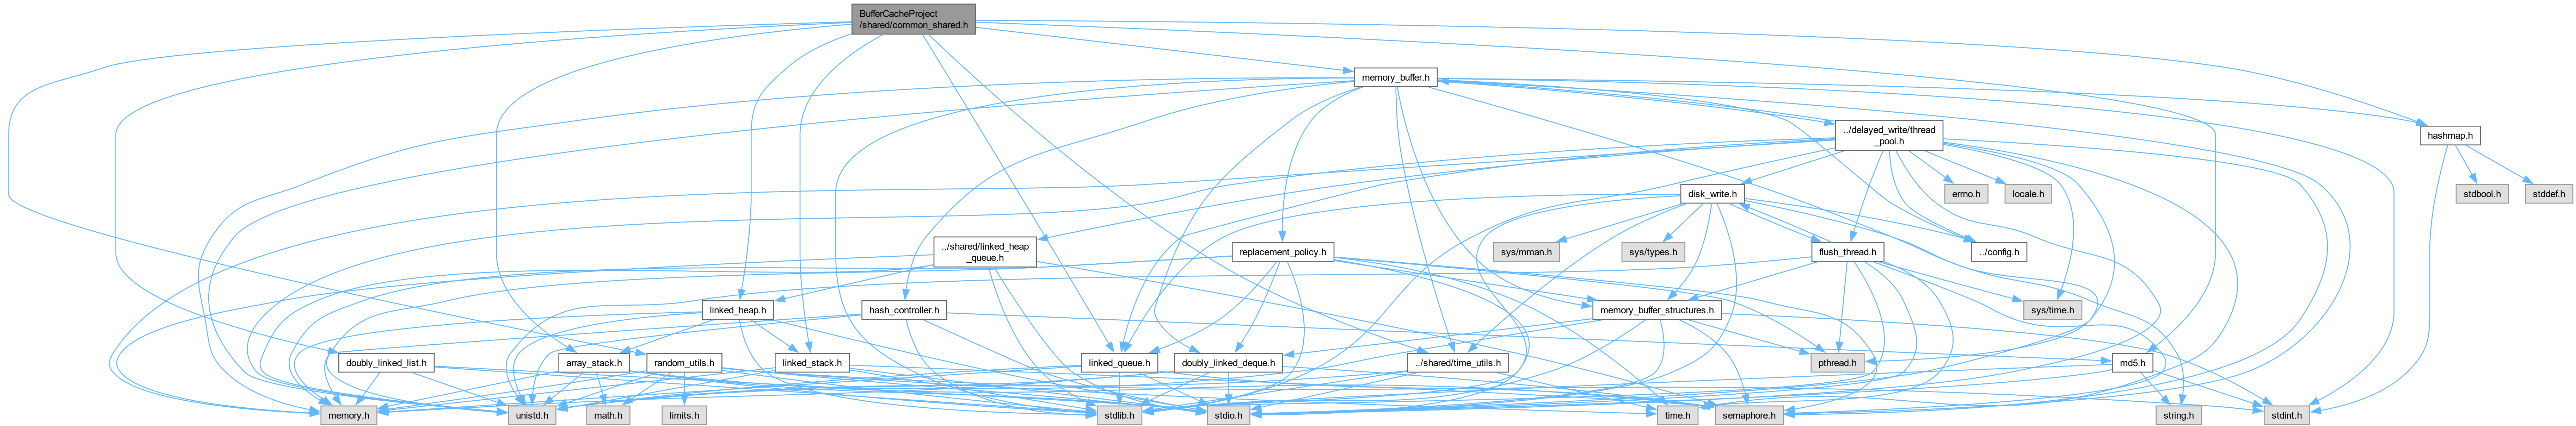 BufferCacheProject
/shared/common_shared.h
memory_buffer.h
../delayed_write/thread
_pool.h
hashmap.h
disk_write.h
errno.h
locale.h
stdbool.h
stddef.h
../shared/linked_heap
_queue.h
replacement_policy.h
sys/mman.h
sys/types.h
flush_thread.h
../config.h
linked_heap.h
hash_controller.h
memory_buffer_structures.h
sys/time.h
doubly_linked_list.h
array_stack.h
random_utils.h
linked_stack.h
linked_queue.h
doubly_linked_deque.h
../shared/time_utils.h
pthread.h
md5.h
memory.h
unistd.h
math.h
limits.h
stdlib.h
stdio.h
time.h
semaphore.h
string.h
stdint.h